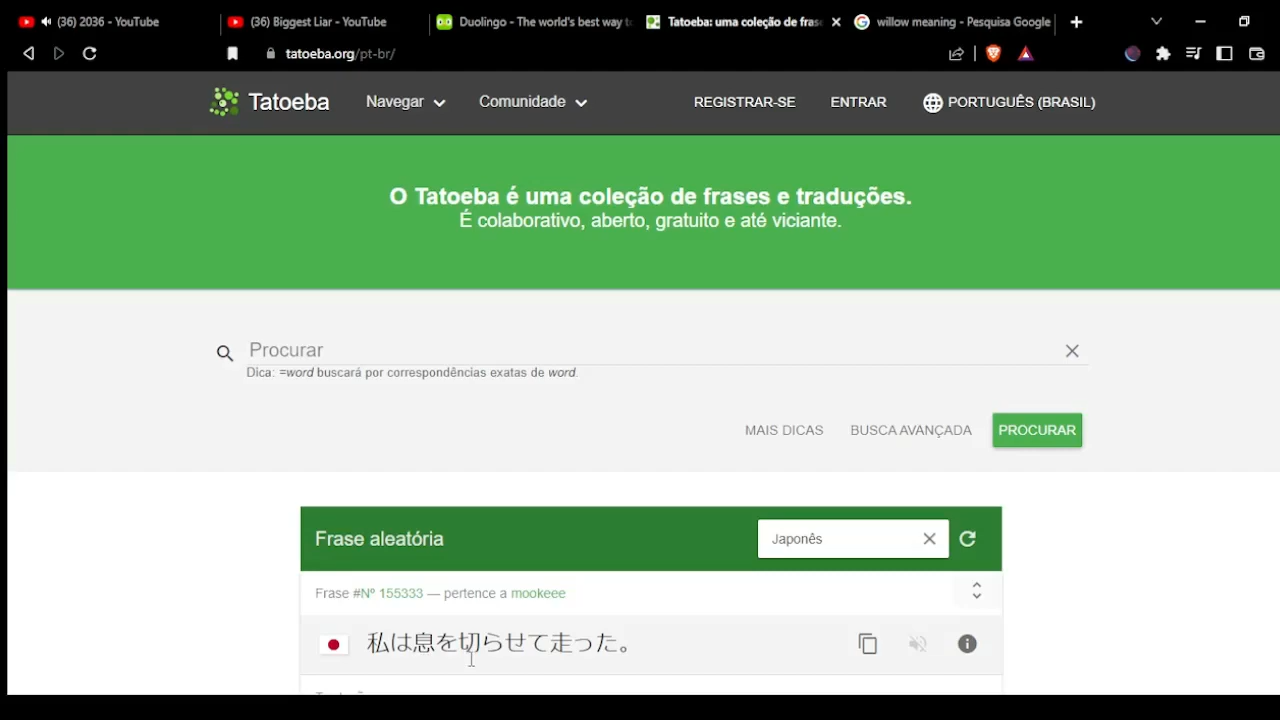 (36) 2036 - YouTube
(36) Biggest Liar - YouTube
Duolingo - The world's best way to
Tatoeba: uma coleção de fras
willow meaning - Pesquisa Google
tatoeba.org/pt-br/
Tatoeba
Navegar
Comunidade
REGISTRAR-SE
ENTRAR
PORTUGUÊS (BRASIL)
O Tatoeba é uma coleção de frases e traduções.
É colaborativo, aberto, gratuito e até viciante.
Procurar
Dica: =word buscará por correspondências exatas de word.
MAIS DICAS
BUSCA AVANÇADA
PROCURAR
Frase aleatória
Japonês
Frase #Nº 155333 — pertence a mookeee
私は息を切らせて走った。